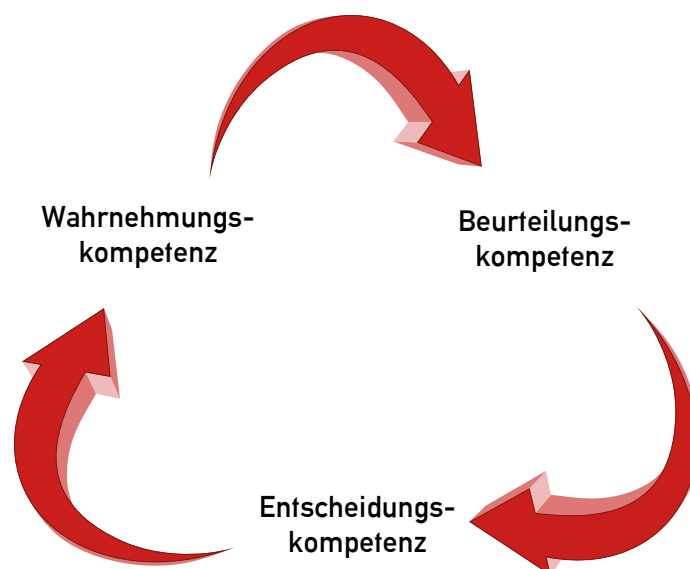 Wahrnehmungs-
kompetenz
Beurteilungs-
kompetenz
Entscheidungs-
kompetenz